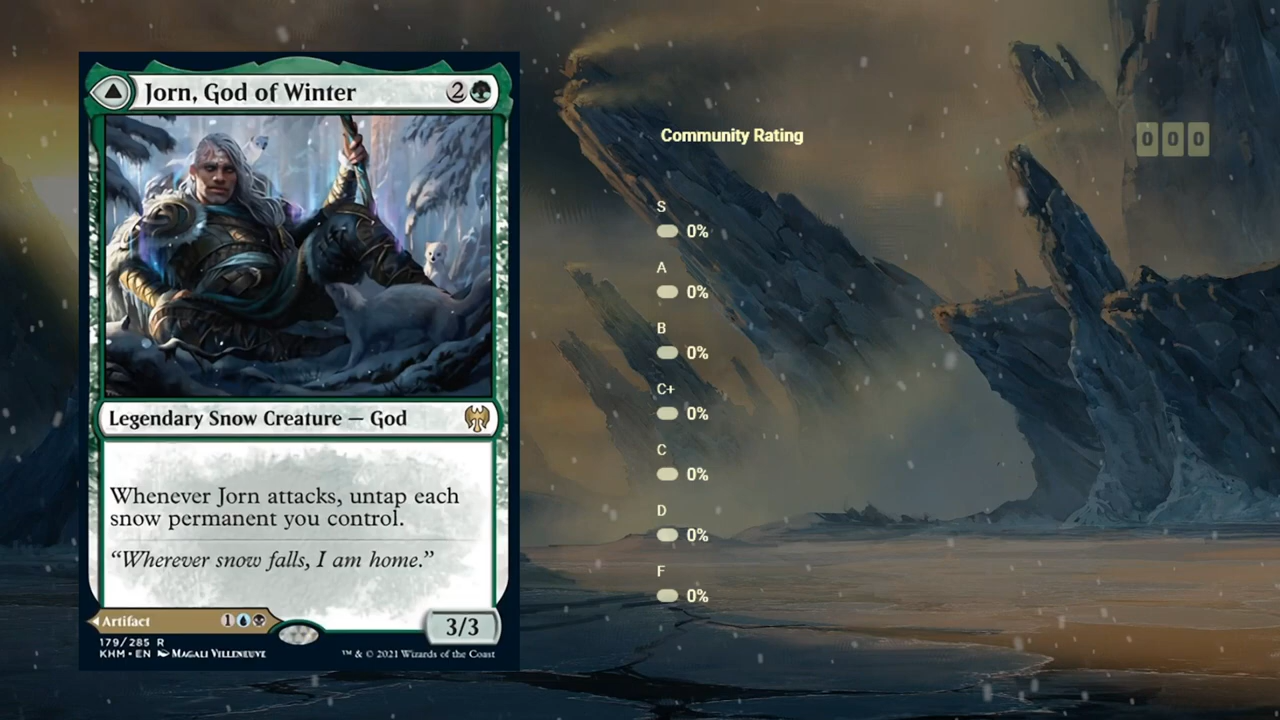 Jorn, God of Winter 2
Legendary Snow Creature — God
Whenever Jorn attacks, untap each
snow permanent you control.
“Wherever snow falls, I am home.”
Artifact 1
3/3
179/285 R
KHM • EN Magali Villeneuve
™ & © 2021 Wizards of the Coast
Community Rating
000
S
0%
A
0%
B
0%
C+
0%
C
0%
D
0%
F
0%